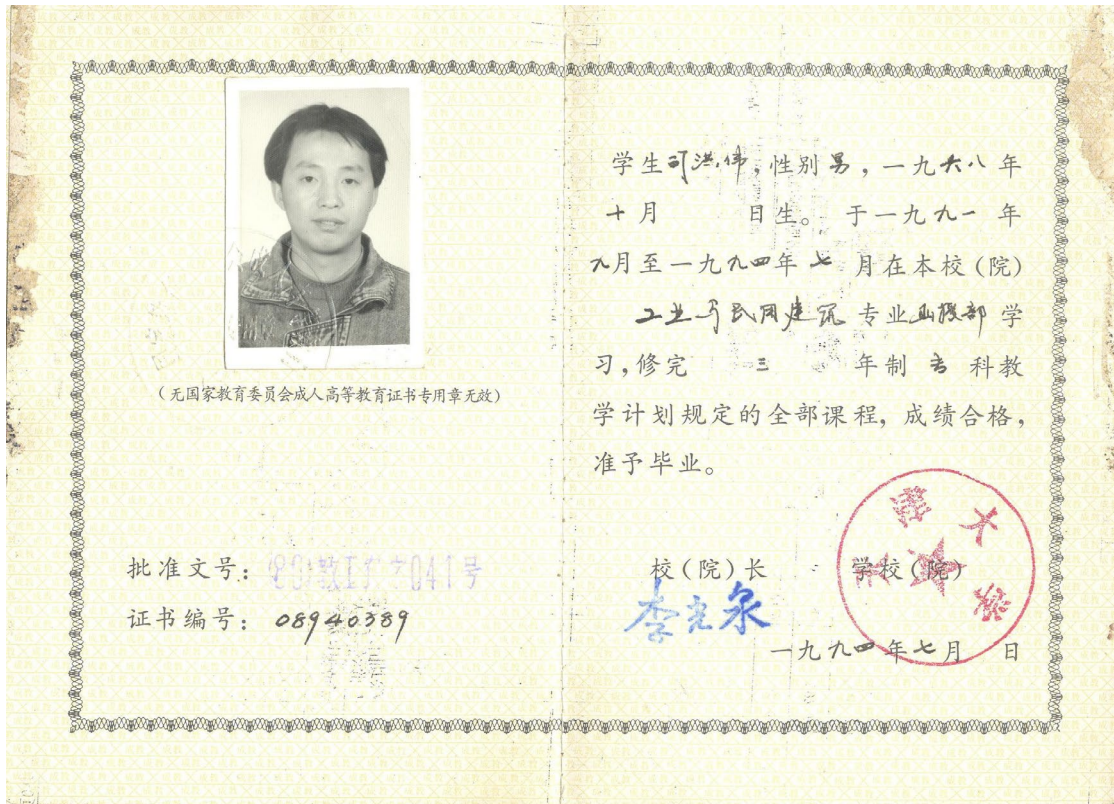 (无国家教育委员会成人高等教育证书专用章无效)
批准文号:
041号
证书编号: 08940389
学生司洪伟,性别男,一九六八年
十月 日生。于一九九一年
九月至一九九四年七月在本校(院)
工业与民用建筑专业函授部学
习,修完 三 年制 专 科教
学计划规定的全部课程,成绩合格,
准予毕业。
校(院)长 学校(院)
李光泉
大学
一九九四年七月 日